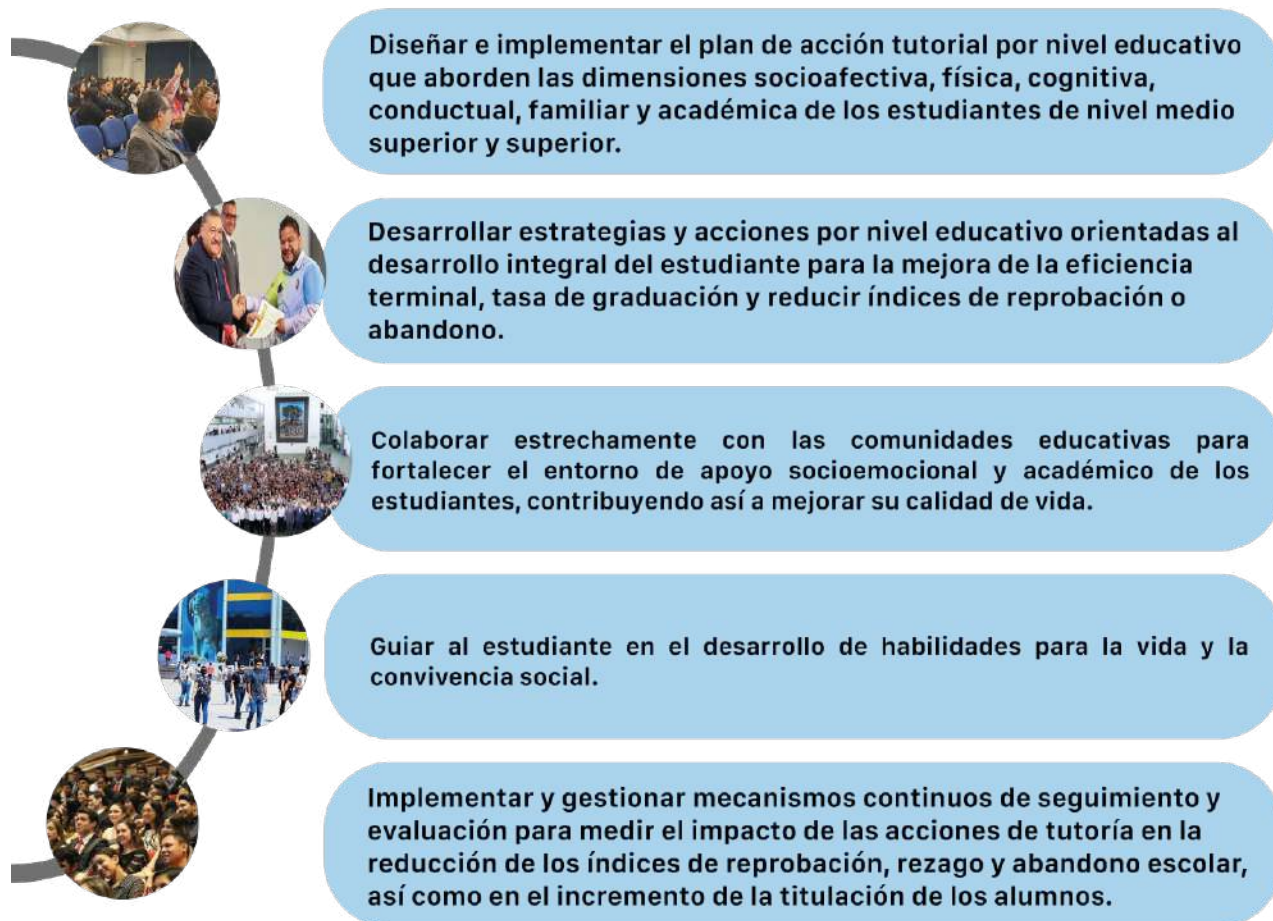 Diseñar e implementar el plan de acción tutorial por nivel educativo
que aborden las dimensiones socioafectiva, física, cognitiva,
conductual, familiar y académica de los estudiantes de nivel medio
superior y superior.
Desarrollar estrategias y acciones por nivel educativo orientadas al
desarrollo integral del estudiante para la mejora de la eficiencia
terminal, tasa de graduación y reducir índices de reprobación o
abandono.
Colaborar estrechamente con las comunidades educativas para
fortalecer el entorno de apoyo socioemocional y académico de los
estudiantes, contribuyendo así a mejorar su calidad de vida.
Guiar al estudiante en el desarrollo de habilidades para la vida y la
convivencia social.
Implementar y gestionar mecanismos continuos de seguimiento y
evaluación para medir el impacto de las acciones de tutoría en la
reducción de los índices de reprobación, rezago y abandono escolar,
así como en el incremento de la titulación de los alumnos.